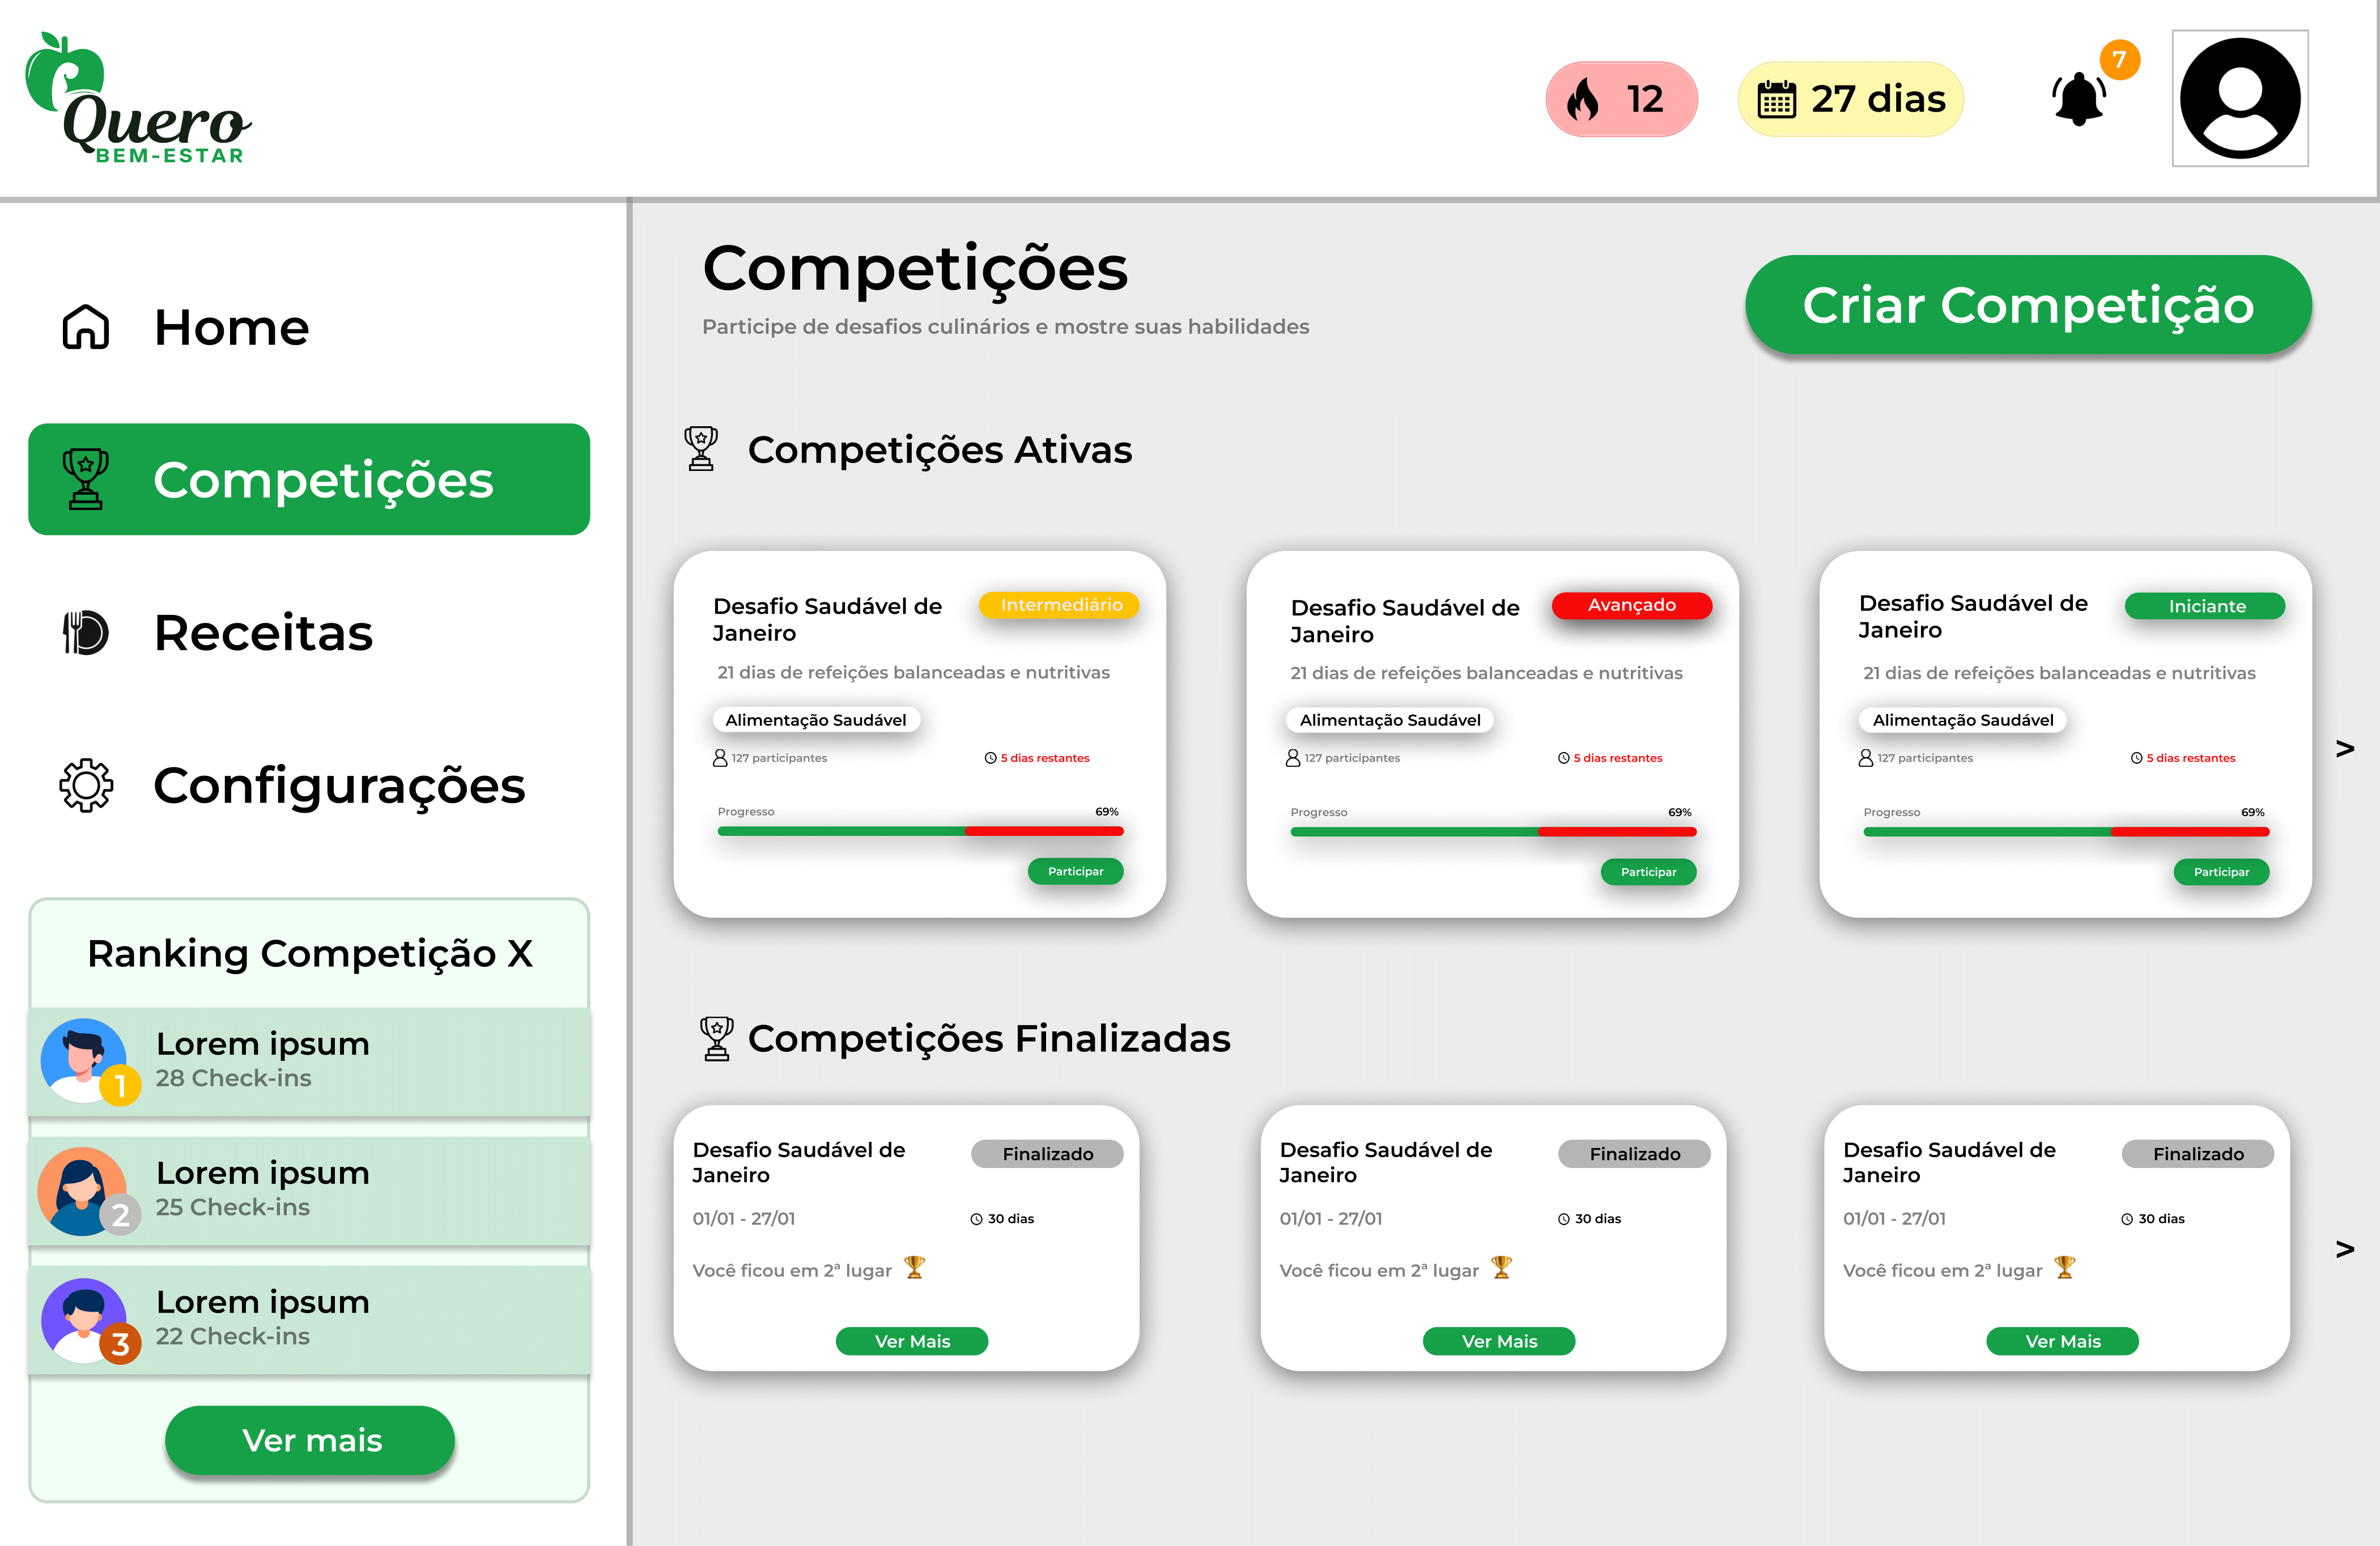 Quero
BEM-ESTAR
12
27 dias
7
Home
Competições
Receitas
Configurações
Ranking Competição X
Lorem ipsum
28 Check-ins
1
Lorem ipsum
25 Check-ins
2
Lorem ipsum
22 Check-ins
3
Ver mais
Competições
Participe de desafios culinários e mostre suas habilidades
Criar Competição
Competições Ativas
Desafio Saudável de
Janeiro
Intermediário
21 dias de refeições balanceadas e nutritivas
Alimentação Saudável
127 participantes
5 dias restantes
Progresso
69%
Participar
Desafio Saudável de
Janeiro
Avançado
21 dias de refeições balanceadas e nutritivas
Alimentação Saudável
127 participantes
5 dias restantes
Progresso
69%
Participar
Desafio Saudável de
Janeiro
Iniciante
21 dias de refeições balanceadas e nutritivas
Alimentação Saudável
127 participantes
5 dias restantes
Progresso
69%
Participar
>
Competições Finalizadas
Desafio Saudável de
Janeiro
Finalizado
01/01 - 27/01
30 dias
Você ficou em 2ª lugar
Ver Mais
Desafio Saudável de
Janeiro
Finalizado
01/01 - 27/01
30 dias
Você ficou em 2ª lugar
Ver Mais
Desafio Saudável de
Janeiro
Finalizado
01/01 - 27/01
30 dias
Você ficou em 2ª lugar
Ver Mais
>